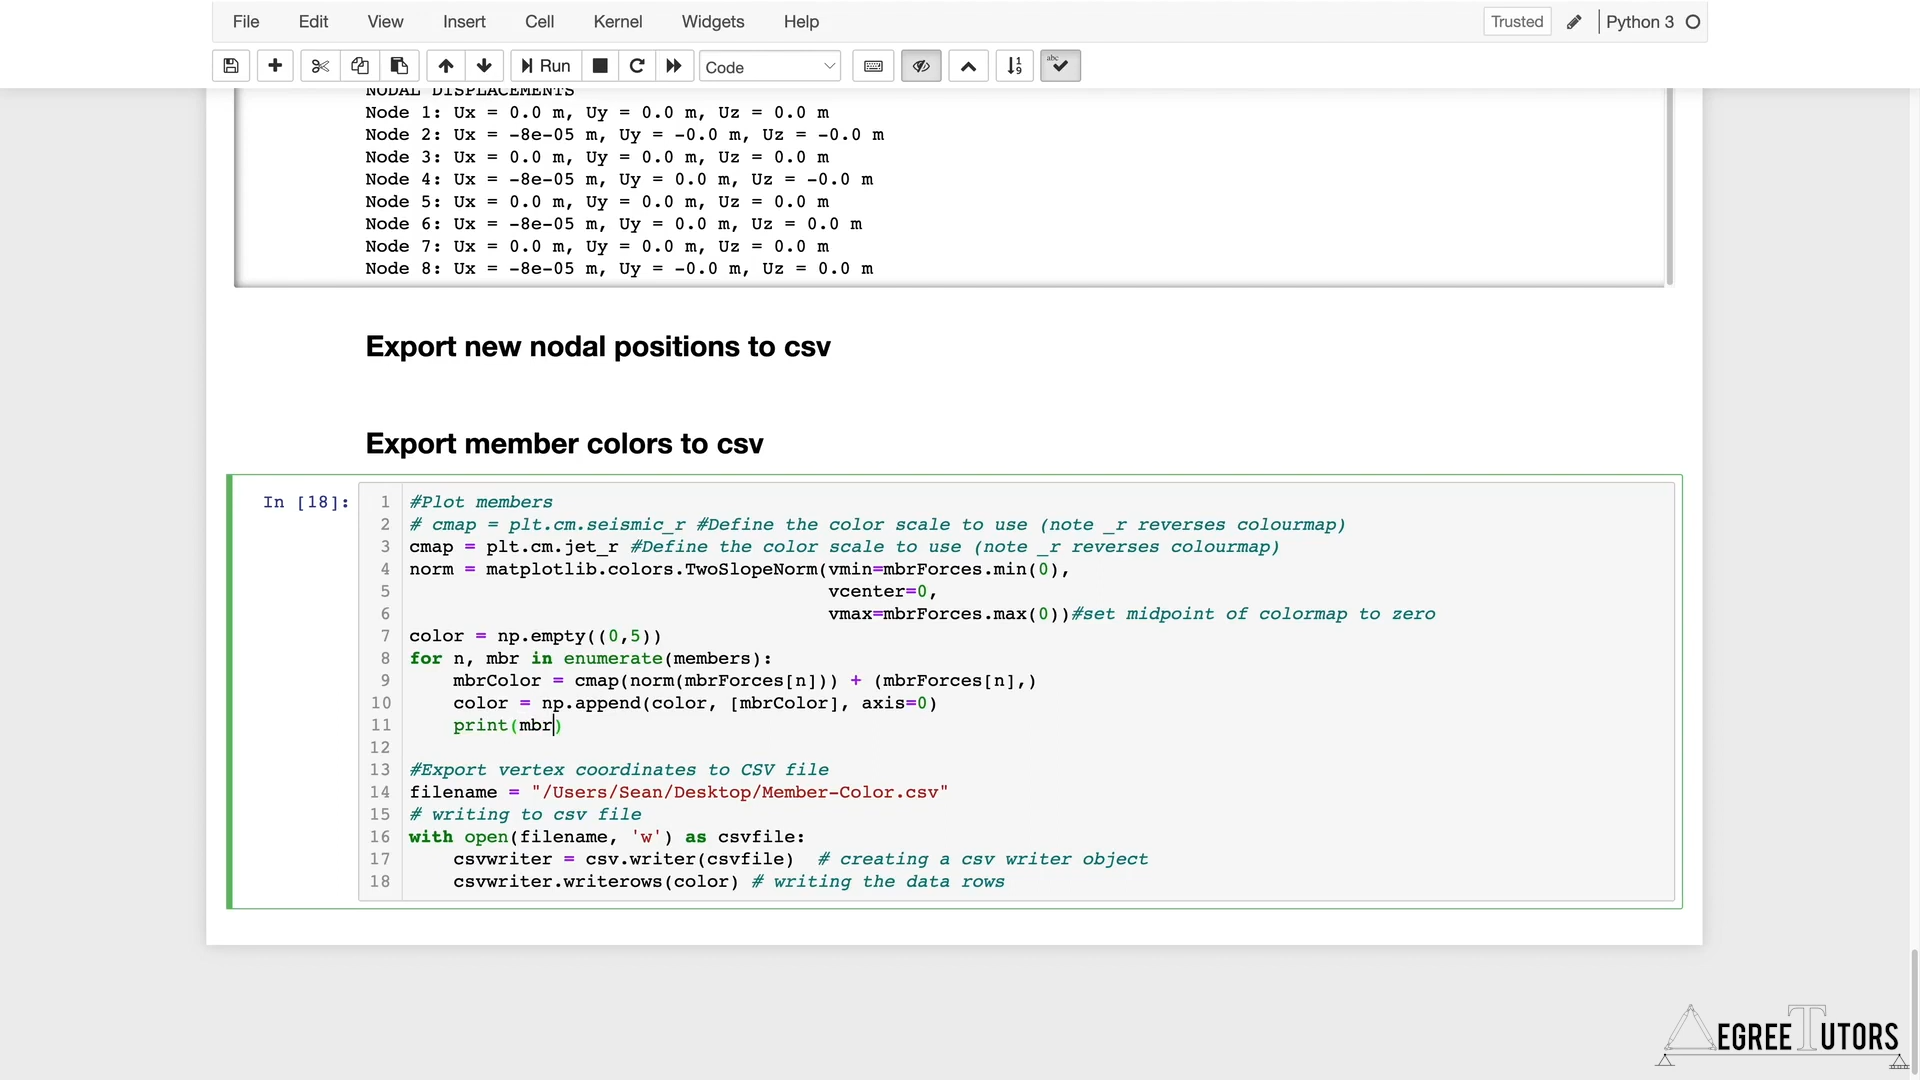 File Edit View Insert Cell Kernel Widgets Help Trusted Python 3
Run Code
NODAL DISPLACEMENTS
Node 1: Ux = 0.0 m, Uy = 0.0 m, Uz = 0.0 m
Node 2: Ux = -8e-05 m, Uy = -0.0 m, Uz = -0.0 m
Node 3: Ux = 0.0 m, Uy = 0.0 m, Uz = 0.0 m
Node 4: Ux = -8e-05 m, Uy = 0.0 m, Uz = -0.0 m
Node 5: Ux = 0.0 m, Uy = 0.0 m, Uz = 0.0 m
Node 6: Ux = -8e-05 m, Uy = 0.0 m, Uz = 0.0 m
Node 7: Ux = 0.0 m, Uy = 0.0 m, Uz = 0.0 m
Node 8: Ux = -8e-05 m, Uy = -0.0 m, Uz = 0.0 m
Export new nodal positions to csv
Export member colors to csv
In [18]:
1 #Plot members
2 # cmap = plt.cm.seismic_r #Define the color scale to use (note _r reverses colourmap)
3 cmap = plt.cm.jet_r #Define the color scale to use (note _r reverses colourmap)
4 norm = matplotlib.colors.TwoSlopeNorm(vmin=mbrForces.min(0),
5 vcenter=0,
6 vmax=mbrForces.max(0))#set midpoint of colormap to zero
7 color = np.empty((0,5))
8 for n, mbr in enumerate(members):
9 mbrColor = cmap(norm(mbrForces[n])) + (mbrForces[n],)
10 color = np.append(color, [mbrColor], axis=0)
11 print(mbr)
12
13 #Export vertex coordinates to CSV file
14 filename = "/Users/Sean/Desktop/Member-Color.csv"
15 # writing to csv file
16 with open(filename, 'w') as csvfile:
17 csvwriter = csv.writer(csvfile) # creating a csv writer object
18 csvwriter.writerows(color) # writing the data rows
DEGREE TUTORS